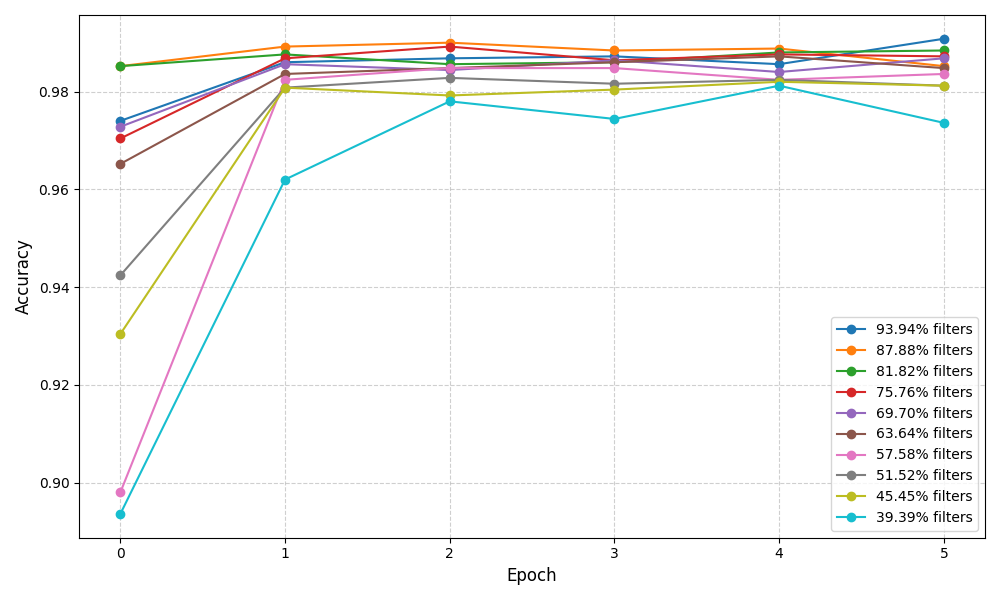 0.98
0.96
0.94
0.92
0.90
Accuracy
0
1
2
3
4
5
Epoch
93.94% filters
87.88% filters
81.82% filters
75.76% filters
69.70% filters
63.64% filters
57.58% filters
51.52% filters
45.45% filters
39.39% filters